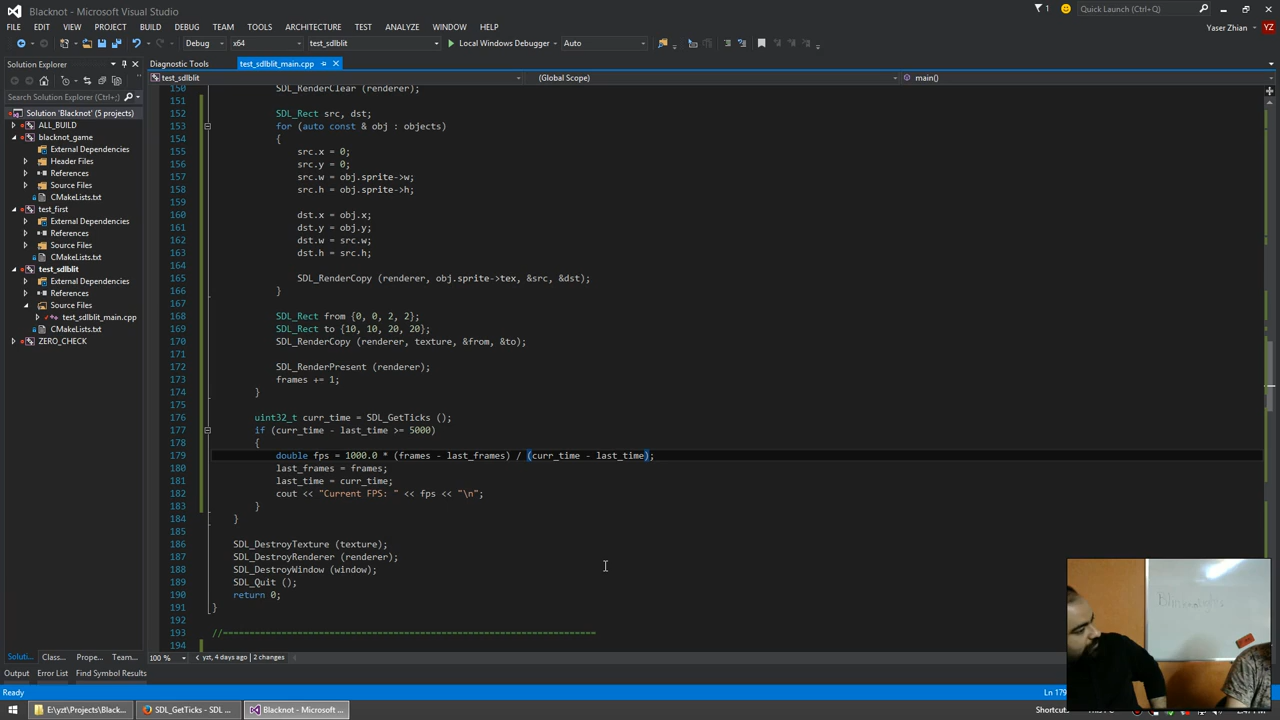 Blacknot - Microsoft Visual Studio
1
Quick Launch (Ctrl+Q)
FILE EDIT VIEW PROJECT BUILD DEBUG TEAM TOOLS ARCHITECTURE TEST ANALYZE WINDOW HELP
Yaser Zhian
YZ
Debug x64 test_sdlblit Local Windows Debugger Auto
Solution Explorer
Diagnostic Tools test_sdlblit_main.cpp
test_sdlblit (Global Scope) main()
Search Solution Explorer (Ctrl+;)
Solution 'Blacknot' (5 projects)
ALL_BUILD
blacknot_game
External Dependencies
Header Files
References
Source Files
CMakeLists.txt
test_first
External Dependencies
References
Source Files
CMakeLists.txt
test_sdlblit
External Dependencies
References
Source Files
test_sdlblit_main.cpp
CMakeLists.txt
ZERO_CHECK
150 SDL_RenderClear (renderer);
151
152 SDL_Rect src, dst;
153 for (auto const & obj : objects)
154 {
155 src.x = 0;
156 src.y = 0;
157 src.w = obj.sprite->w;
158 src.h = obj.sprite->h;
159
160 dst.x = obj.x;
161 dst.y = obj.y;
162 dst.w = src.w;
163 dst.h = src.h;
164
165 SDL_RenderCopy (renderer, obj.sprite->tex, &src, &dst);
166 }
167
168 SDL_Rect from {0, 0, 2, 2};
169 SDL_Rect to {10, 10, 20, 20};
170 SDL_RenderCopy (renderer, texture, &from, &to);
171
172 SDL_RenderPresent (renderer);
173 frames += 1;
174 }
175
176 uint32_t curr_time = SDL_GetTicks ();
177 if (curr_time - last_time >= 5000)
178 {
179 double fps = 1000.0 * (frames - last_frames) / (curr_time - last_time);
180 last_frames = frames;
181 last_time = curr_time;
182 cout << "Current FPS: " << fps << "\n";
183 }
184 }
185
186 SDL_DestroyTexture (texture);
187 SDL_DestroyRenderer (renderer);
188 SDL_DestroyWindow (window);
189 SDL_Quit ();
190 return 0;
191 }
192
193 //======================================================================
194
100 % yzt, 4 days ago | 2 changes
Soluti... Class... Prope... Team...
Output Error List Find Symbol Results
Ready
Ln 179
E:\yzt\Projects\Black... SDL_GetTicks - SDL ... Blacknot - Microsoft ...
Shortcuts